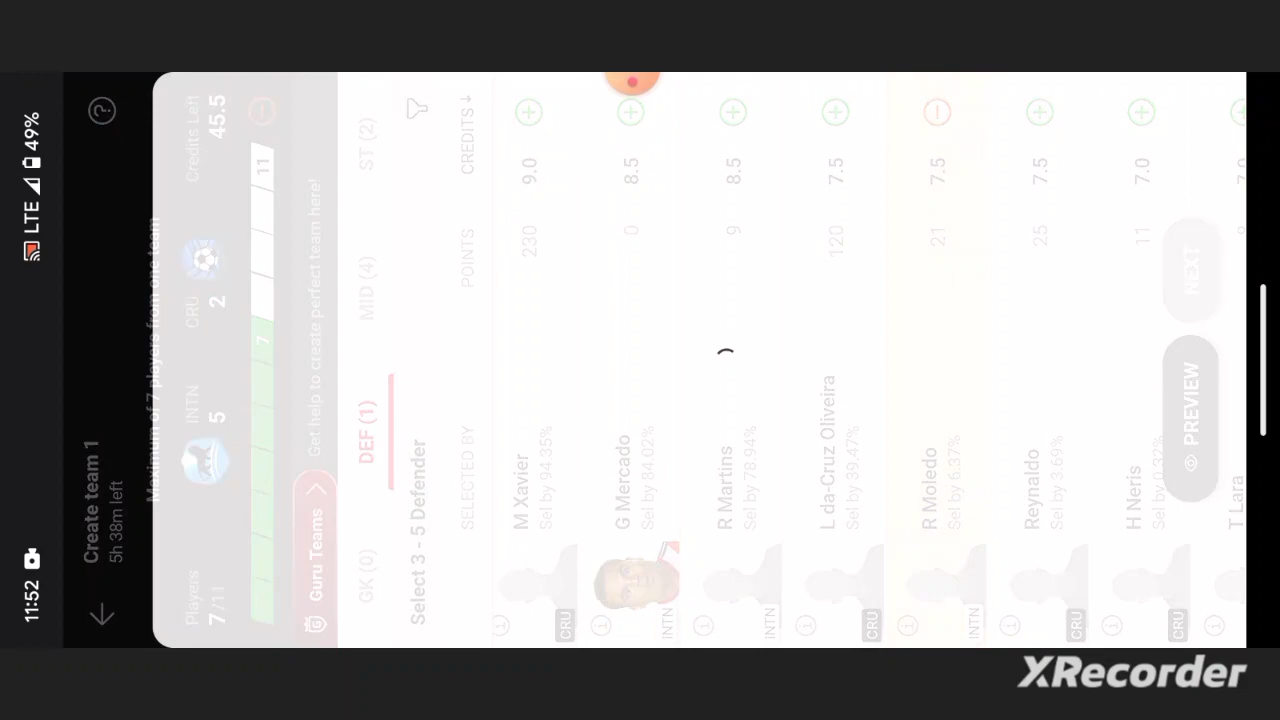 11:52 LTE 49%
Create team 1
5h 38m left
?
Maximum of 7 players from one team
Players INTN CRU Credits Left
7/11 5 2 45.5
7 11
Guru Teams Get help to create perfect team here!
GK (0) DEF (1) MID (4) ST (2)
Select 3 - 5 Defender
SELECTED BY POINTS CREDITS↓
M Xavier
Sel by 94.35%
CRU 230 9.0
G Mercado
Sel by 84.02%
INTN 0 8.5
R Martins
Sel by 78.94%
INTN 9 8.5
L da-Cruz Oliveira
Sel by 39.47%
CRU 120 7.5
R Moledo
Sel by 6.37%
INTN 21 7.5
Reynaldo
Sel by 3.69%
CRU 25 7.5
H Neris
Sel by 0.32%
CRU 11 7.0
T Lara
PREVIEW NEXT
XRecorder